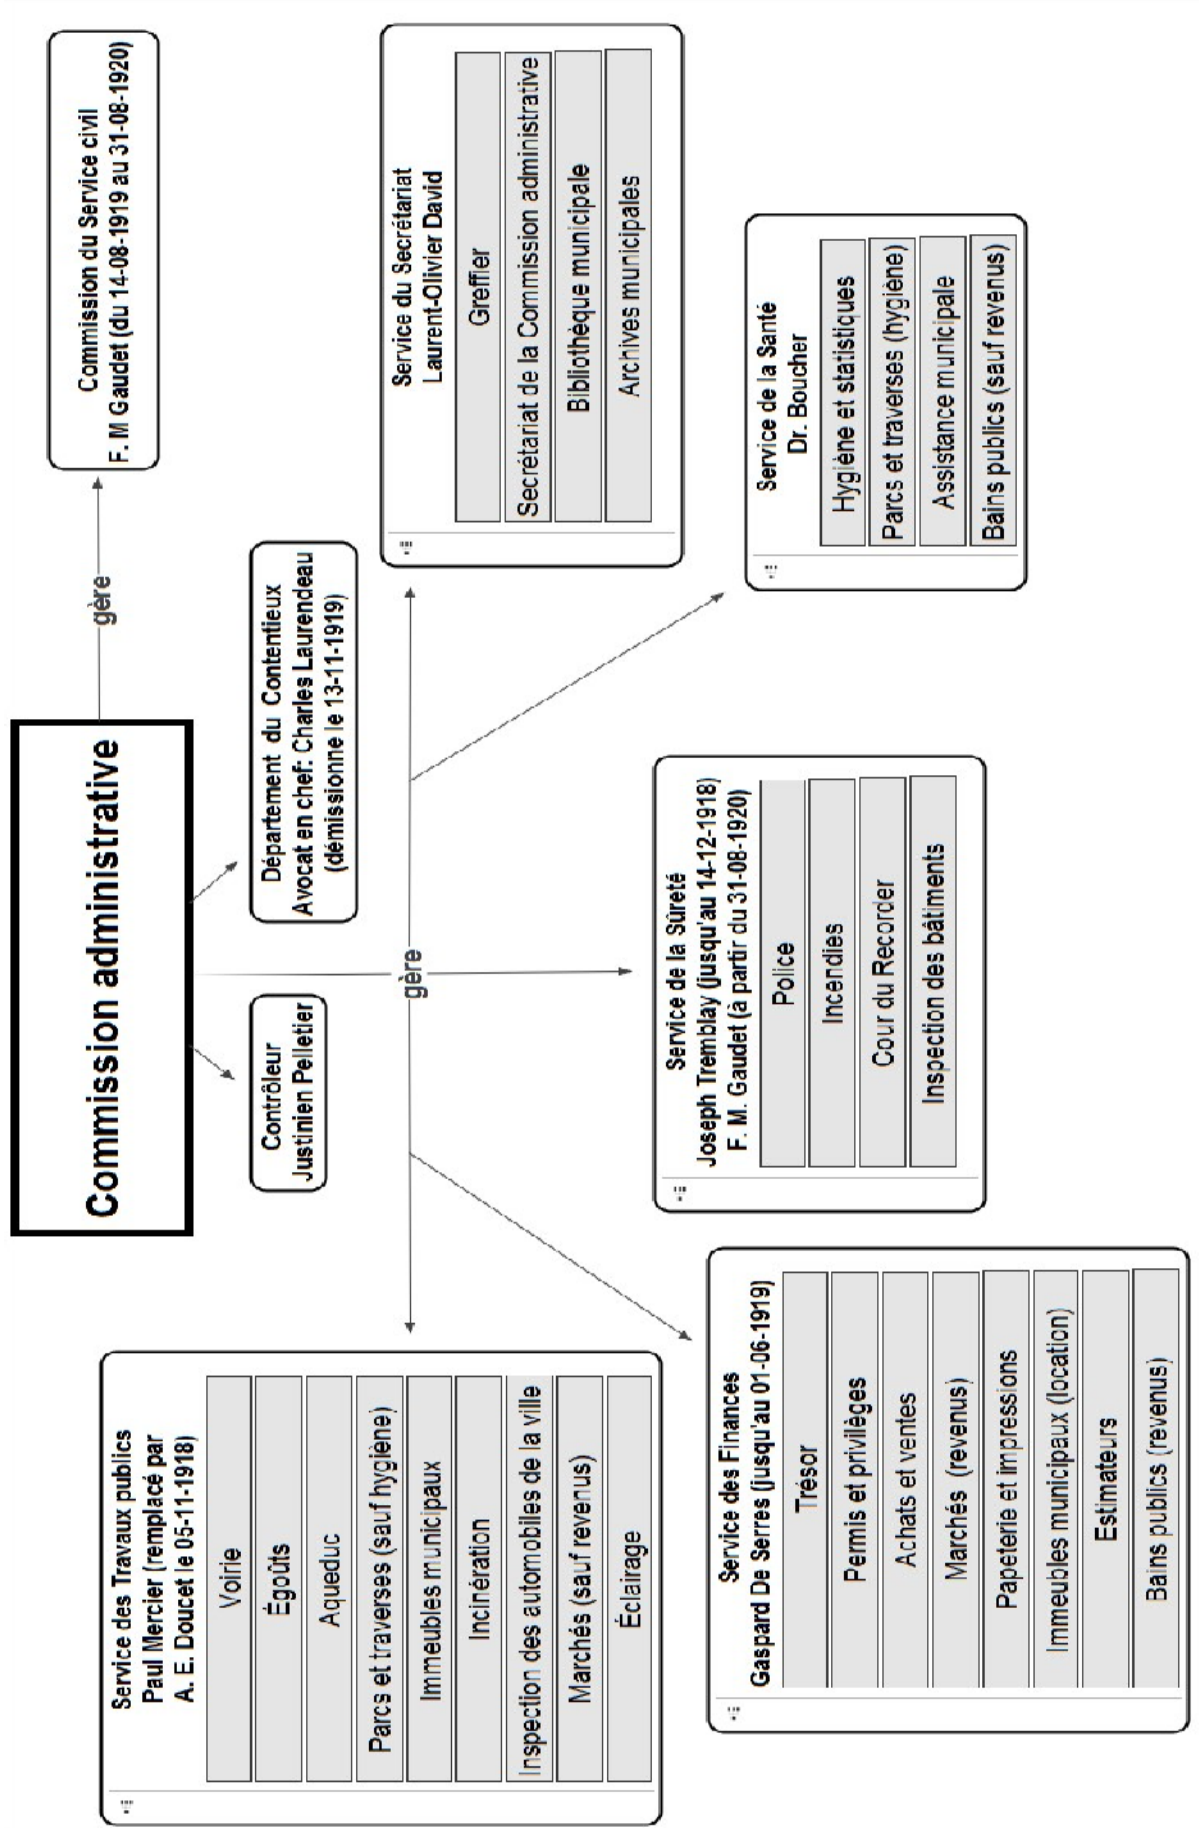 Commission administrative
gère
Commission du Service civil
F. M Gaudet (du 14-08-1919 au 31-08-1920)
Contrôleur
Justinien Pelletier
Département du Contentieux
Avocat en chef: Charles Laurendeau
(démissionne le 13-11-1919)
gère
Service des Travaux publics
Paul Mercier (remplacé par
A. E. Doucet le 05-11-1918)
Voirie
Égoûts
Aqueduc
Parcs et traverses (sauf hygiène)
Immeubles municipaux
Incinération
Inspection des automobiles de la ville
Marchés (sauf revenus)
Éclairage
Service des Finances
Gaspard De Serres (jusqu'au 01-06-1919)
Trésor
Permis et privilèges
Achats et ventes
Marchés (revenus)
Papeterie et impressions
Immeubles municipaux (location)
Estimateurs
Bains publics (revenus)
Service de la Sûreté
Joseph Tremblay (jusqu'au 14-12-1918)
F. M. Gaudet (à partir du 31-08-1920)
Police
Incendies
Cour du Recorder
Inspection des bâtiments
Service de la Santé
Dr. Boucher
Hygiène et statistiques
Parcs et traverses (hygiène)
Assistance municipale
Bains publics (sauf revenus)
Service du Secrétariat
Laurent-Olivier David
Greffier
Secrétariat de la Commission administrative
Bibliothèque municipale
Archives municipales